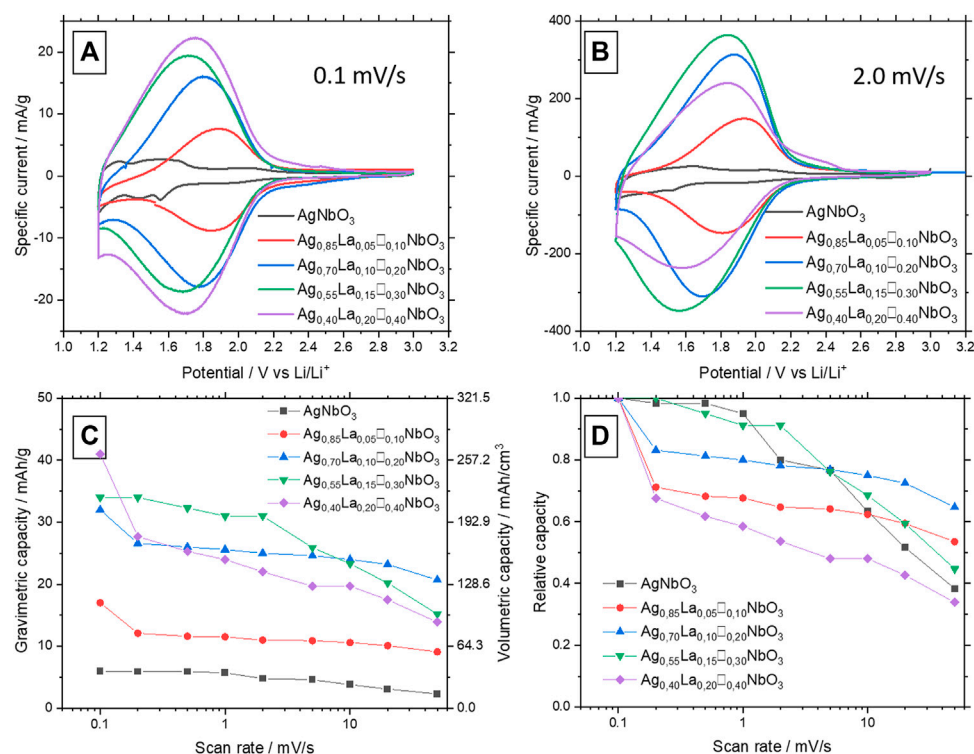 A
0.1 mV/s
Specific current / mA/g
20
10
0
-10
-20
AgNbO₃
Ag₀,₈₅La₀,₀₅□₀,₁₀NbO₃
Ag₀,₇₀La₀,₁₀□₀,₂₀NbO₃
Ag₀,₅₅La₀,₁₅□₀,₃₀NbO₃
Ag₀,₄₀La₀,₂₀□₀,₄₀NbO₃
1.0 1.2 1.4 1.6 1.8 2.0 2.2 2.4 2.6 2.8 3.0 3.2
Potential / V vs Li/Li⁺
B
2.0 mV/s
Specific current / mA/g
400
200
0
-200
-400
AgNbO₃
Ag₀,₈₅La₀,₀₅□₀,₁₀NbO₃
Ag₀,₇₀La₀,₁₀□₀,₂₀NbO₃
Ag₀,₅₅La₀,₁₅□₀.₃₀NbO₃
Ag₀,₄₀La₀,₂₀□₀.₄₀NbO₃
1.0 1.2 1.4 1.6 1.8 2.0 2.2 2.4 2.6 2.8 3.0 3.2
Potential / V vs Li/Li⁺
C
Gravimetric capacity / mAh/g
50
40
30
20
10
0
AgNbO₃
Ag₀,₈₅La₀,₀₅□₀,₁₀NbO₃
Ag₀,₇₀La₀,₁₀□₀,₂₀NbO₃
Ag₀,₅₅La₀,₁₅□₀,₃₀NbO₃
Ag₀,₄₀La₀,₂₀□₀,₄₀NbO₃
321.5
257.2
192.9
128.6
64.3
0.0
Volumetric capacity / mAh/cm³
0.1 1 10
Scan rate / mV/s
D
Relative capacity
1.0
0.8
0.6
0.4
0.2
0.0
AgNbO₃
Ag₀,₈₅La₀,₀₅□₀,₁₀NbO₃
Ag₀,₇₀La₀,₁₀□₀,₂₀NbO₃
Ag₀,₅₅La₀,₁₅□₀,₃₀NbO₃
Ag₀,₄₀La₀,₂₀□₀,₄₀NbO₃
0.1 1 10
Scan rate / mV/s